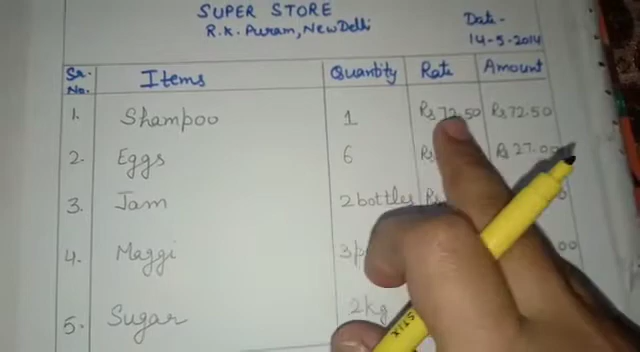 SUPER STORE
R.K. Puram, New Delhi
Date-
14-5-2014
Sr. No. Items Quantity Rate Amount
1. Shampoo 1 Rs 72.50 Rs 72.50
2. Eggs 6 Rs 27.00
3. Jam 2 bottles
4. Maggi 00
5. Sugar 2kg
STIX